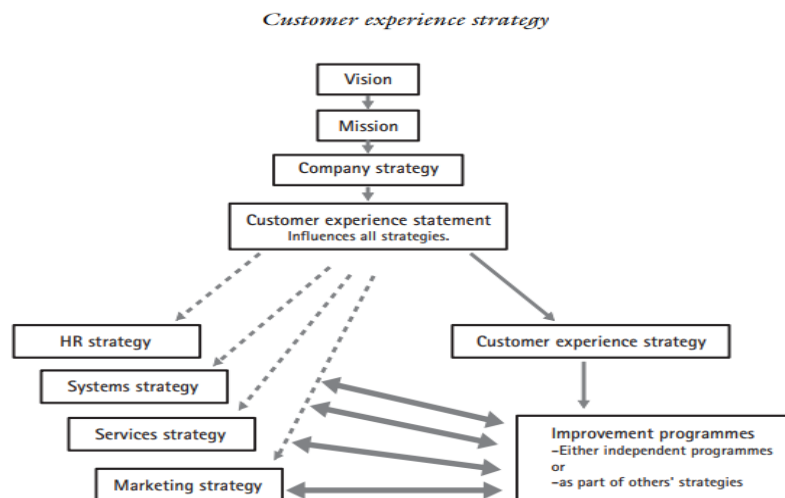 Customer experience strategy
Vision
Mission
Company strategy
Customer experience statement
Influences all strategies.
HR strategy
Customer experience strategy
Systems strategy
Services strategy
Marketing strategy
Improvement programmes
-Either independent programmes
or
-as part of others' strategies